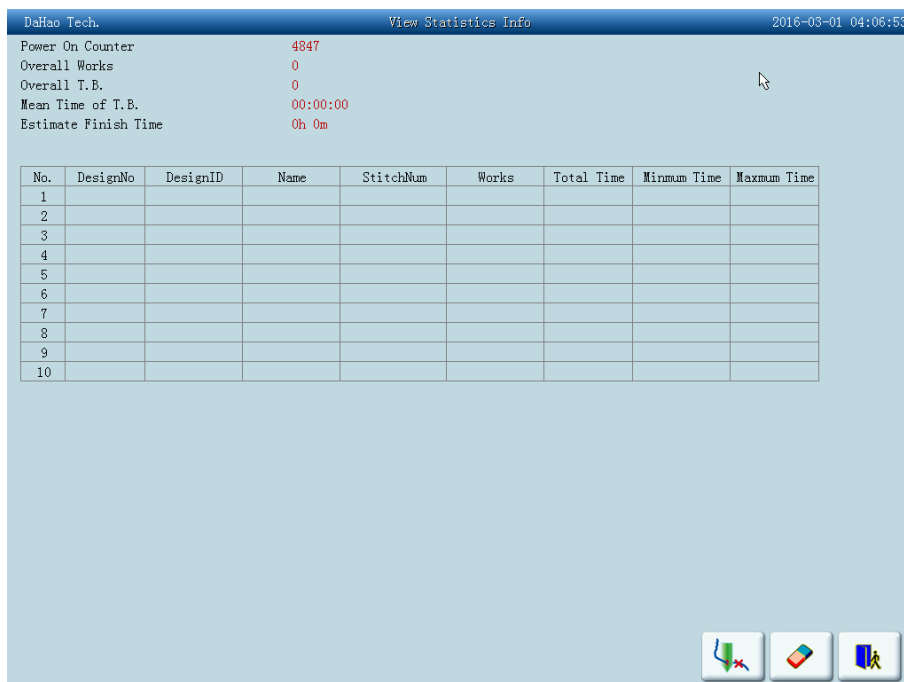 DaHao Tech. View Statistics Info 2016-03-01 04:06:53
Power On Counter 4847
Overall Works 0
Overall T.B. 0
Mean Time of T.B. 00:00:00
Estimate Finish Time 0h 0m
No. DesignNo DesignID Name StitchNum Works Total Time Minmum Time Maxmum Time
1
2
3
4
5
6
7
8
9
10